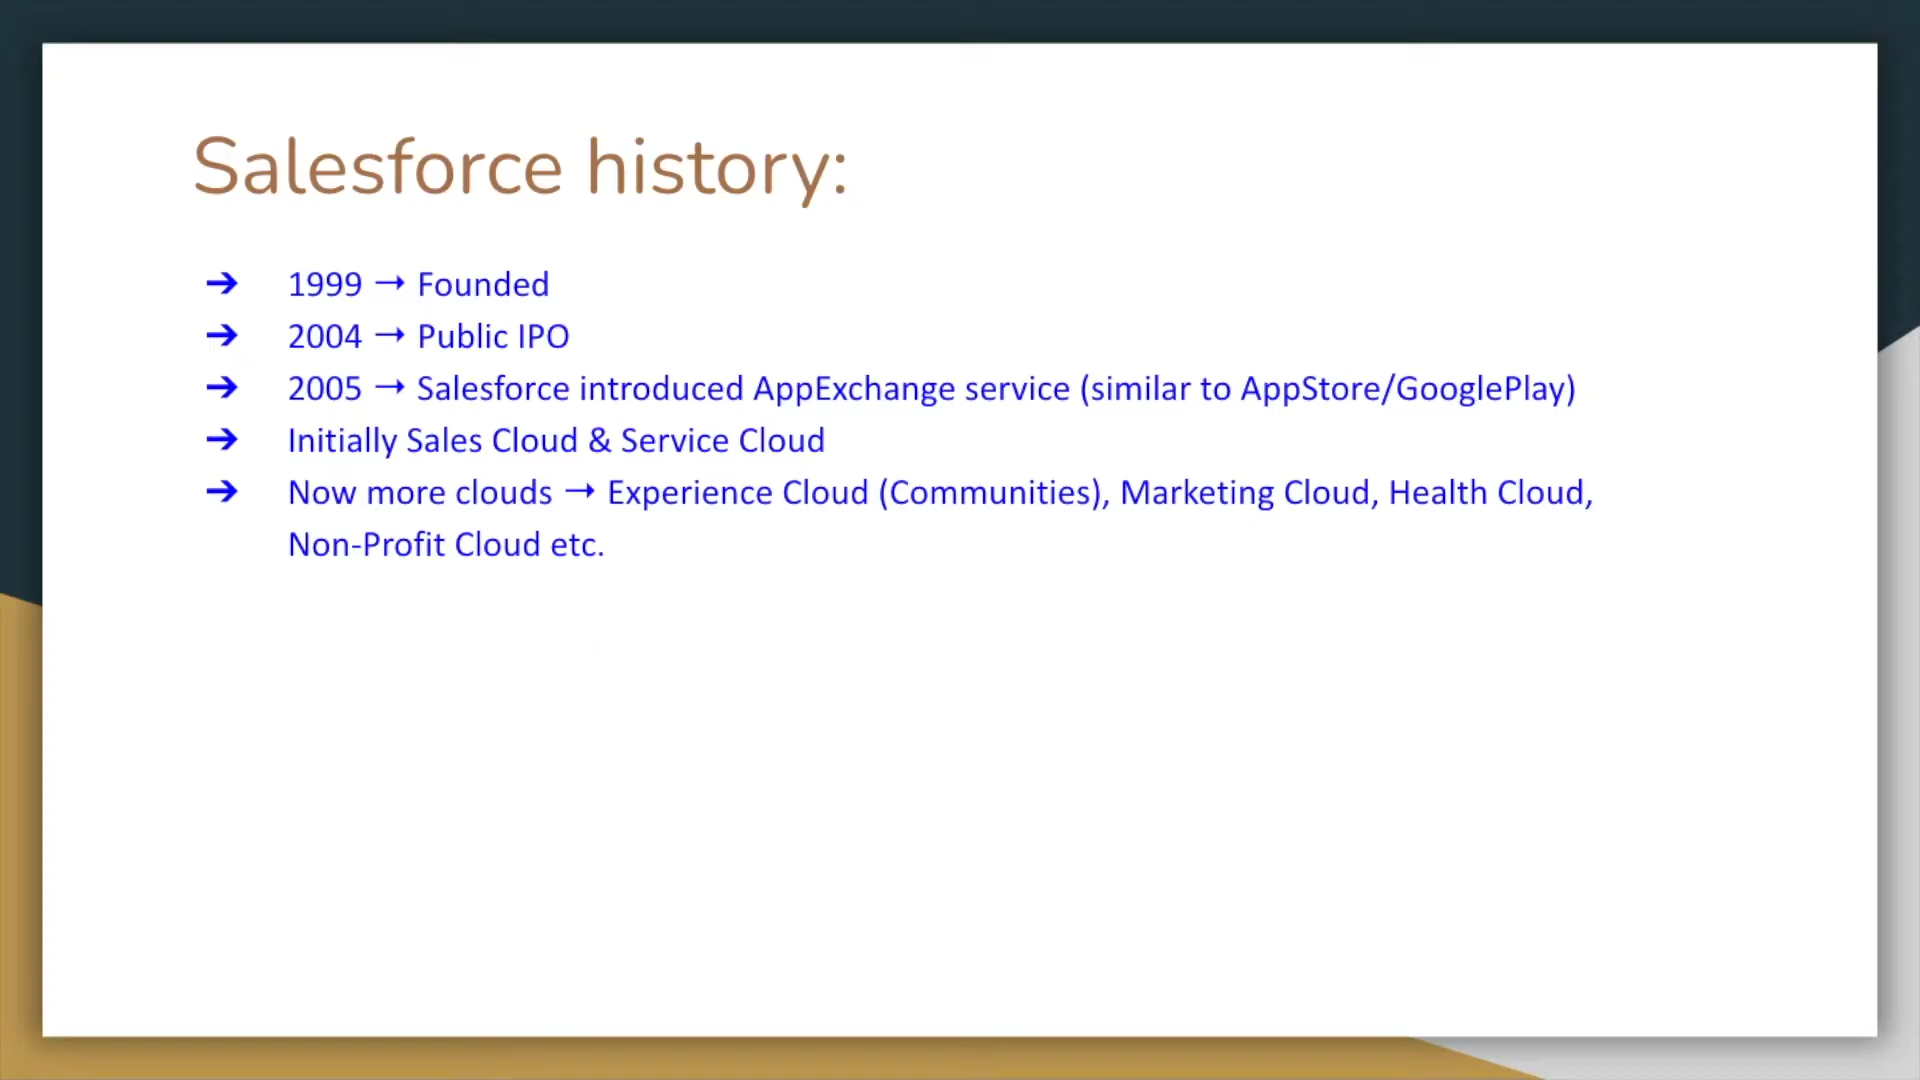 Salesforce history:
➔ 1999 → Founded
➔ 2004 → Public IPO
➔ 2005 → Salesforce introduced AppExchange service (similar to AppStore/GooglePlay)
➔ Initially Sales Cloud & Service Cloud
➔ Now more clouds → Experience Cloud (Communities), Marketing Cloud, Health Cloud,
Non-Profit Cloud etc.